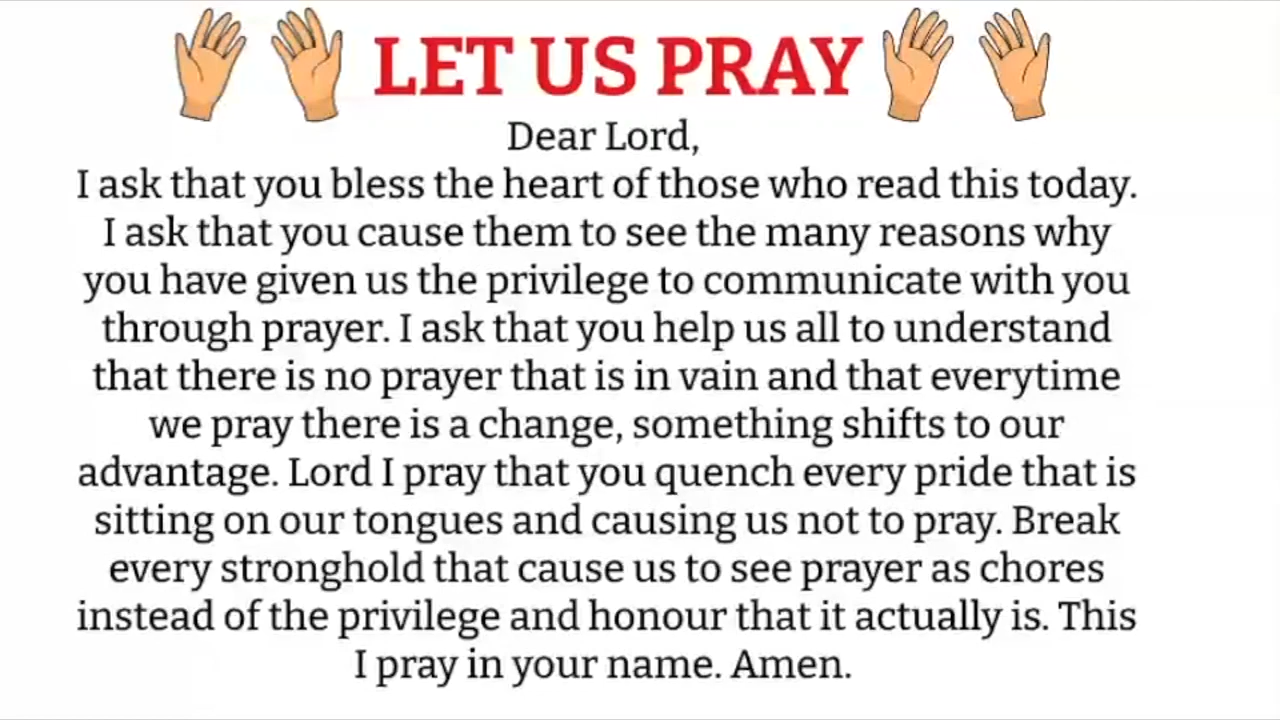 LET US PRAY
Dear Lord,
I ask that you bless the heart of those who read this today.
I ask that you cause them to see the many reasons why
you have given us the privilege to communicate with you
through prayer. I ask that you help us all to understand
that there is no prayer that is in vain and that everytime
we pray there is a change, something shifts to our
advantage. Lord I pray that you quench every pride that is
sitting on our tongues and causing us not to pray. Break
every stronghold that cause us to see prayer as chores
instead of the privilege and honour that it actually is. This
I pray in your name. Amen.